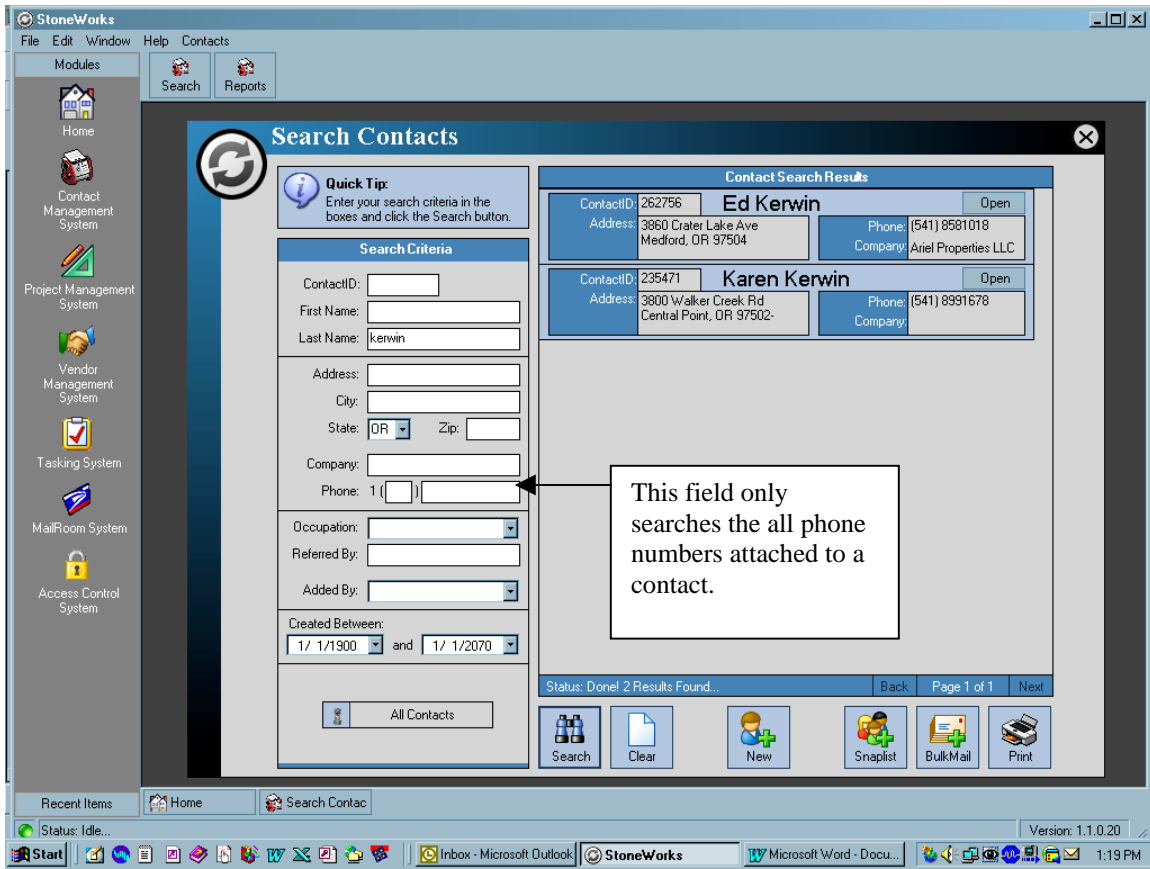 StoneWorks
File Edit Window Help Contacts
Modules
Search Reports
Home
Contact
Management
System
Project Management
System
Vendor
Management
System
Tasking System
MailRoom System
Access Control
System
Recent Items
Search Contacts
Quick Tip:
Enter your search criteria in the
boxes and click the Search button.
Search Criteria
ContactID:
First Name:
Last Name: kerwin
Address:
City:
State: OR Zip:
Company:
Phone: 1 ( )
Occupation:
Referred By:
Added By:
Created Between:
1/ 1/1900 and 1/ 1/2070
All Contacts
Contact Search Results
ContactID: 262756 Ed Kerwin Open
Address: 3860 Crater Lake Ave
Medford, OR 97504
Phone: (541) 8581018
Company: Ariel Properties LLC
ContactID: 235471 Karen Kerwin Open
Address: 3800 Walker Creek Rd
Central Point, OR 97502-
Phone: (541) 8991678
Company:
This field only
searches the all phone
numbers attached to a
contact.
Status: Done! 2 Results Found... Back Page 1 of 1 Next
Search Clear New Snaplist BulkMail Print
Home Search Contac
Status: Idle... Version: 1.1.0.20
Start Inbox - Microsoft Outlook StoneWorks Microsoft Word - Docu... 1:19 PM